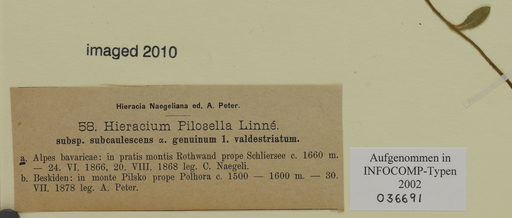 imaged 2010
Hieracia Naegeliana ed. A. Peter.
58. Hieracium Pilosella Linné.
subsp. subcaulescens α. genuinum 1. valdestriatum.
a. Alpes bavaricae: in pratis montis Rothwand prope Schliersee c. 1660 m.
— 24. VI. 1866, 20. VIII. 1868 leg. C. Naegeli.
b. Beskiden: in monte Pilsko prope Polhora c. 1500 — 1600 m. — 30.
VII. 1878 leg. A. Peter.
Aufgenommen in
INFOCOMP-Typen
2002
036691